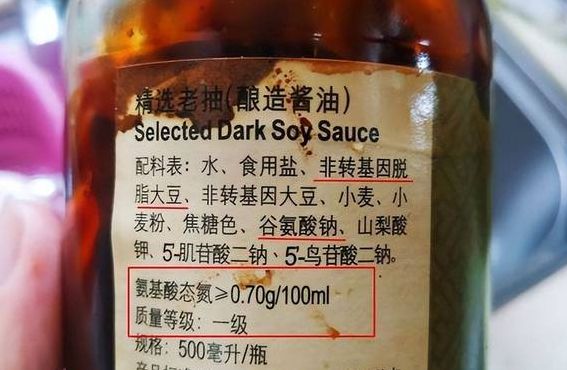 精选老抽(酿造酱油)
Selected Dark Soy Sauce
配料表：水、食用盐、非转基因脱
脂大豆、非转基因大豆、小麦、小
麦粉、焦糖色、谷氨酸钠、山梨酸
钾、5-肌苷酸二钠、5-鸟苷酸二钠。
氨基酸态氮≥0.70g/100ml
质量等级：一级
规格：500毫升/瓶